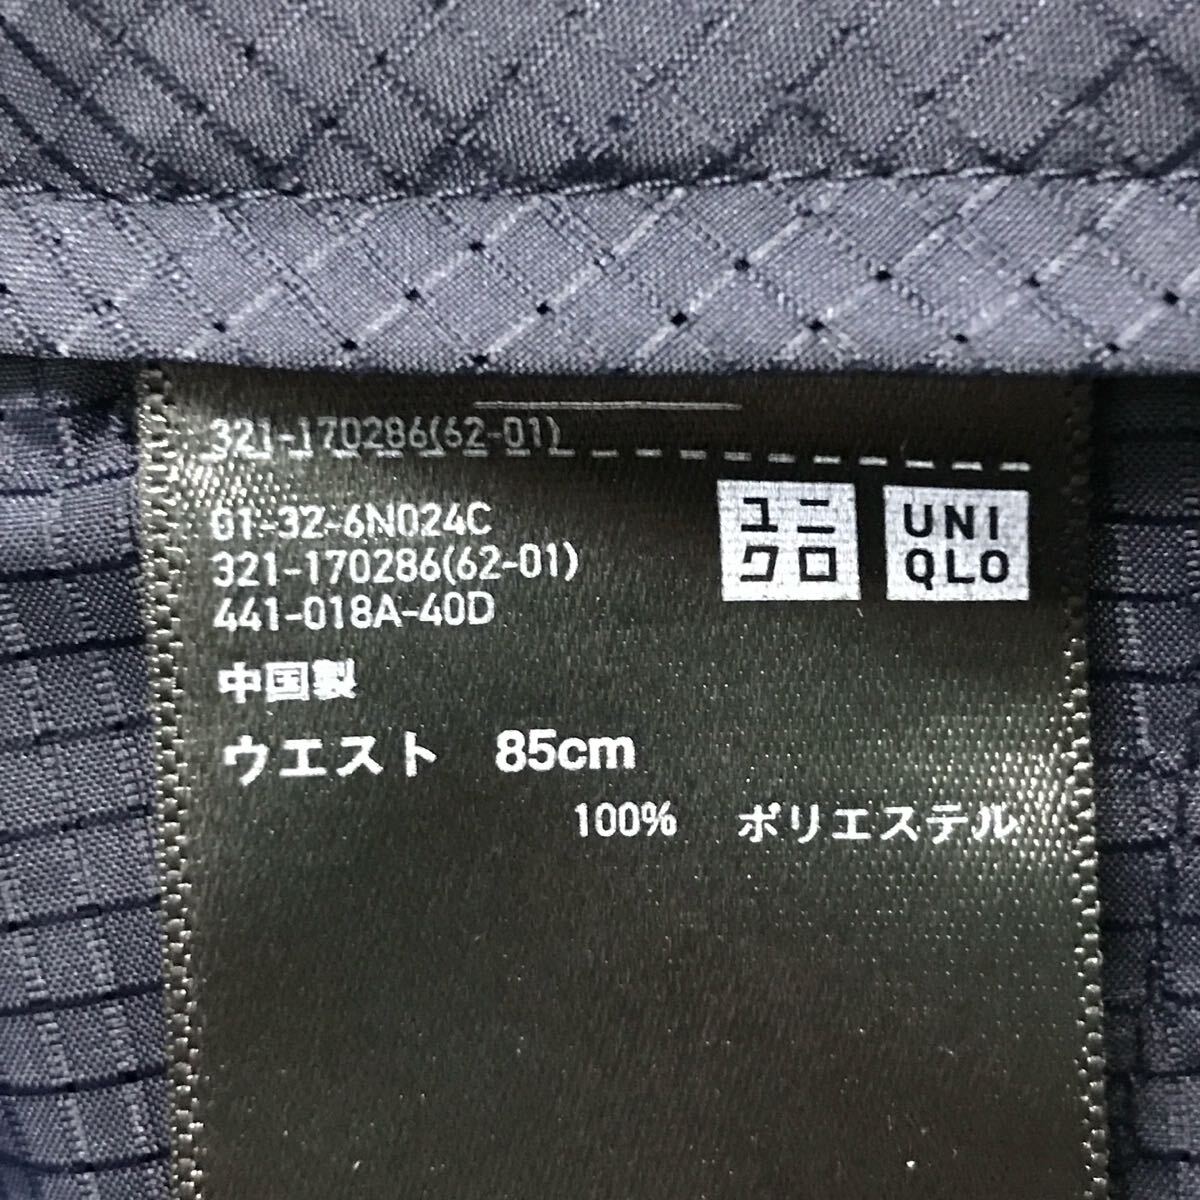 321-170286(62-01)
01-32-6N024C
321-170286(62-01)
441-018A-40D
ユニ
クロ
UNI
QLO
中国製
ウエスト 85cm
100% ポリエステル